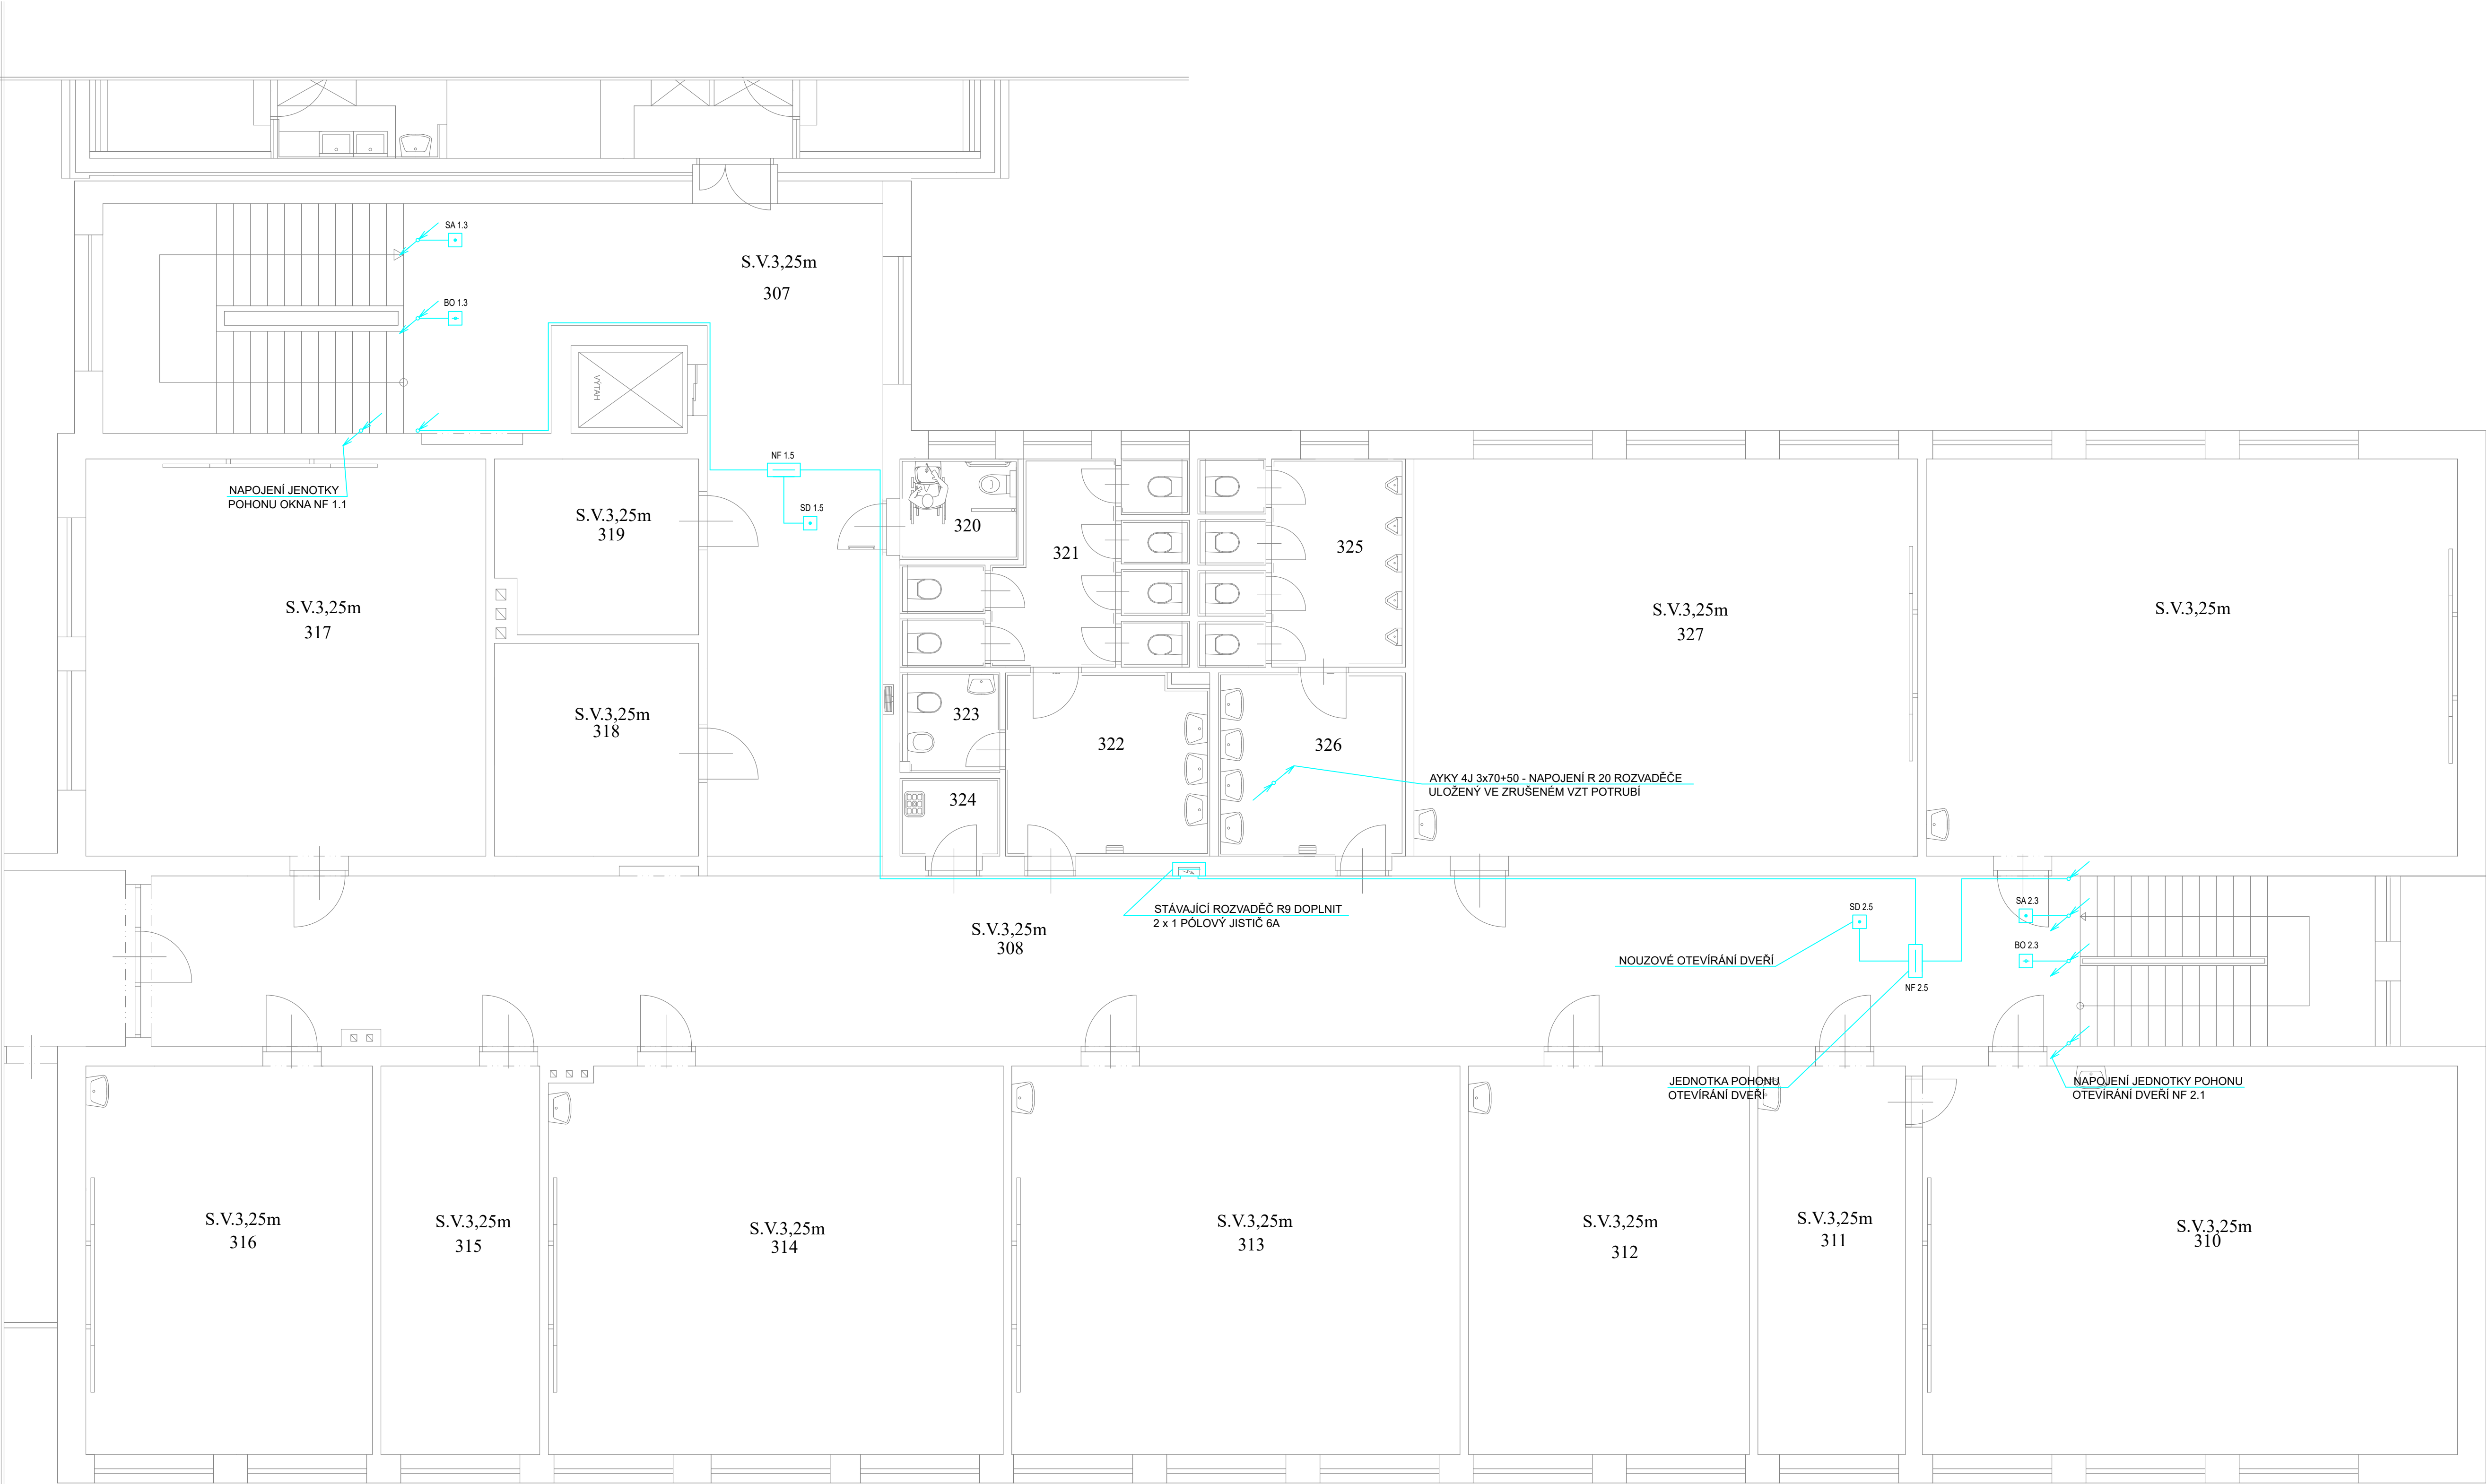 SA 1.3
S.V.3,25m
307
BO 1.3
VÝTAH
NF 1.5
NAPOJENÍ JENOTKY
POHONU OKNA NF 1.1
SD 1.5
S.V.3,25m
319
320
321
325
S.V.3,25m
317
S.V.3,25m
327
S.V.3,25m
S.V.3,25m
318
323
322
326
324
AYKY 4J 3x70+50 - NAPOJENÍ R 20 ROZVADĚČE
ULOŽENÝ VE ZRUŠENÉM VZT POTRUBÍ
STÁVAJÍCÍ ROZVADĚČ R9 DOPLNIT
2 x 1 PÓLOVÝ JISTIČ 6A
S.V.3,25m
308
SD 2.5
SA 2.3
BO 2.3
NOUZOVÉ OTEVÍRÁNÍ DVEŘÍ
NF 2.5
JEDNOTKA POHONU
OTEVÍRÁNÍ DVEŘÍ
NAPOJENÍ JEDNOTKY POHONU
OTEVÍRÁNÍ DVEŘÍ NF 2.1
S.V.3,25m
316
S.V.3,25m
315
S.V.3,25m
314
S.V.3,25m
313
S.V.3,25m
312
S.V.3,25m
311
S.V.3,25m
310